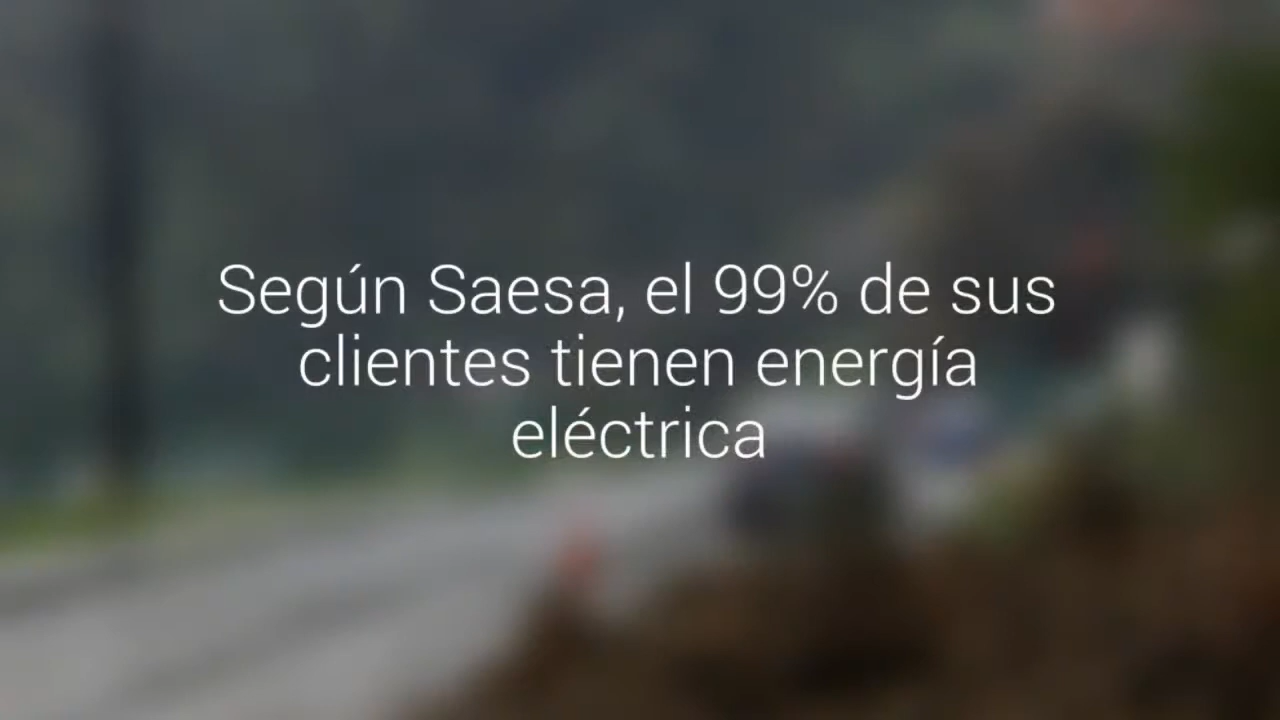 Según Saesa, el 99% de sus
clientes tienen energía
eléctrica